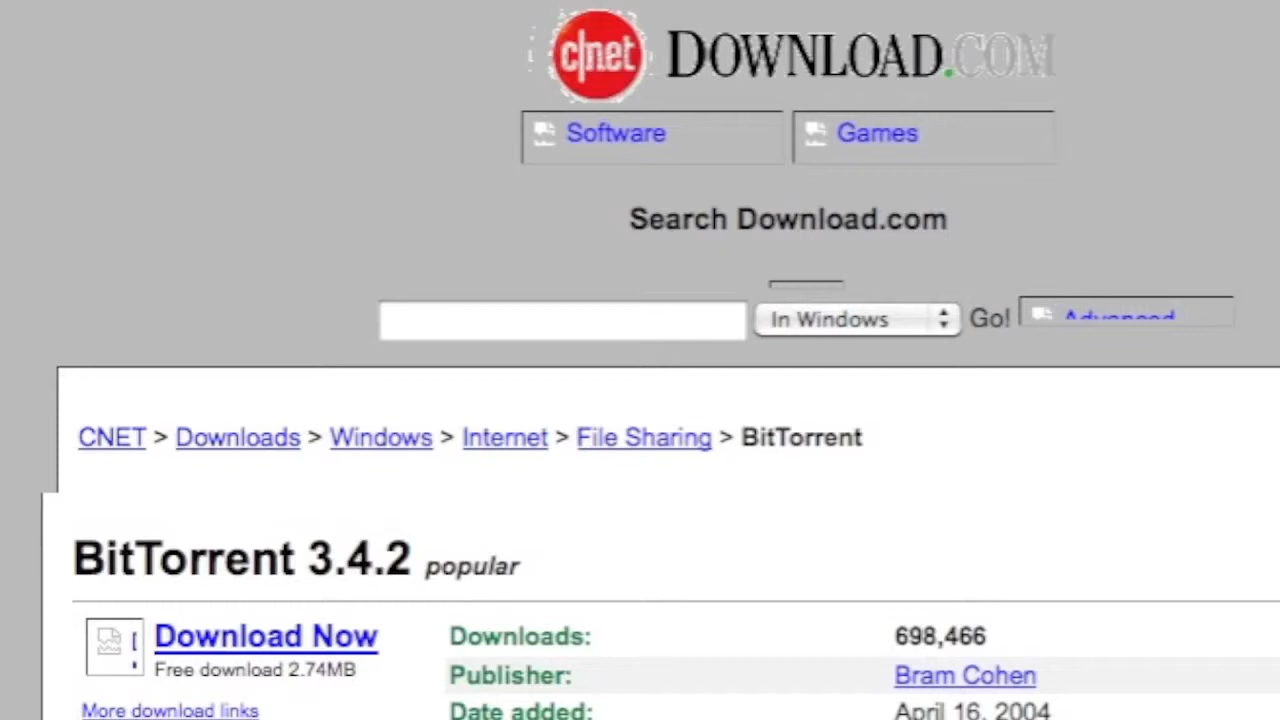 c|net DOWNLOAD.COM
Software Games
Search Download.com
In Windows Go! Advanced
CNET > Downloads > Windows > Internet > File Sharing > BitTorrent
BitTorrent 3.4.2 popular
Download Now Downloads: 698,466
Free download 2.74MB
Publisher: Bram Cohen
More download links
Date added: April 16, 2004